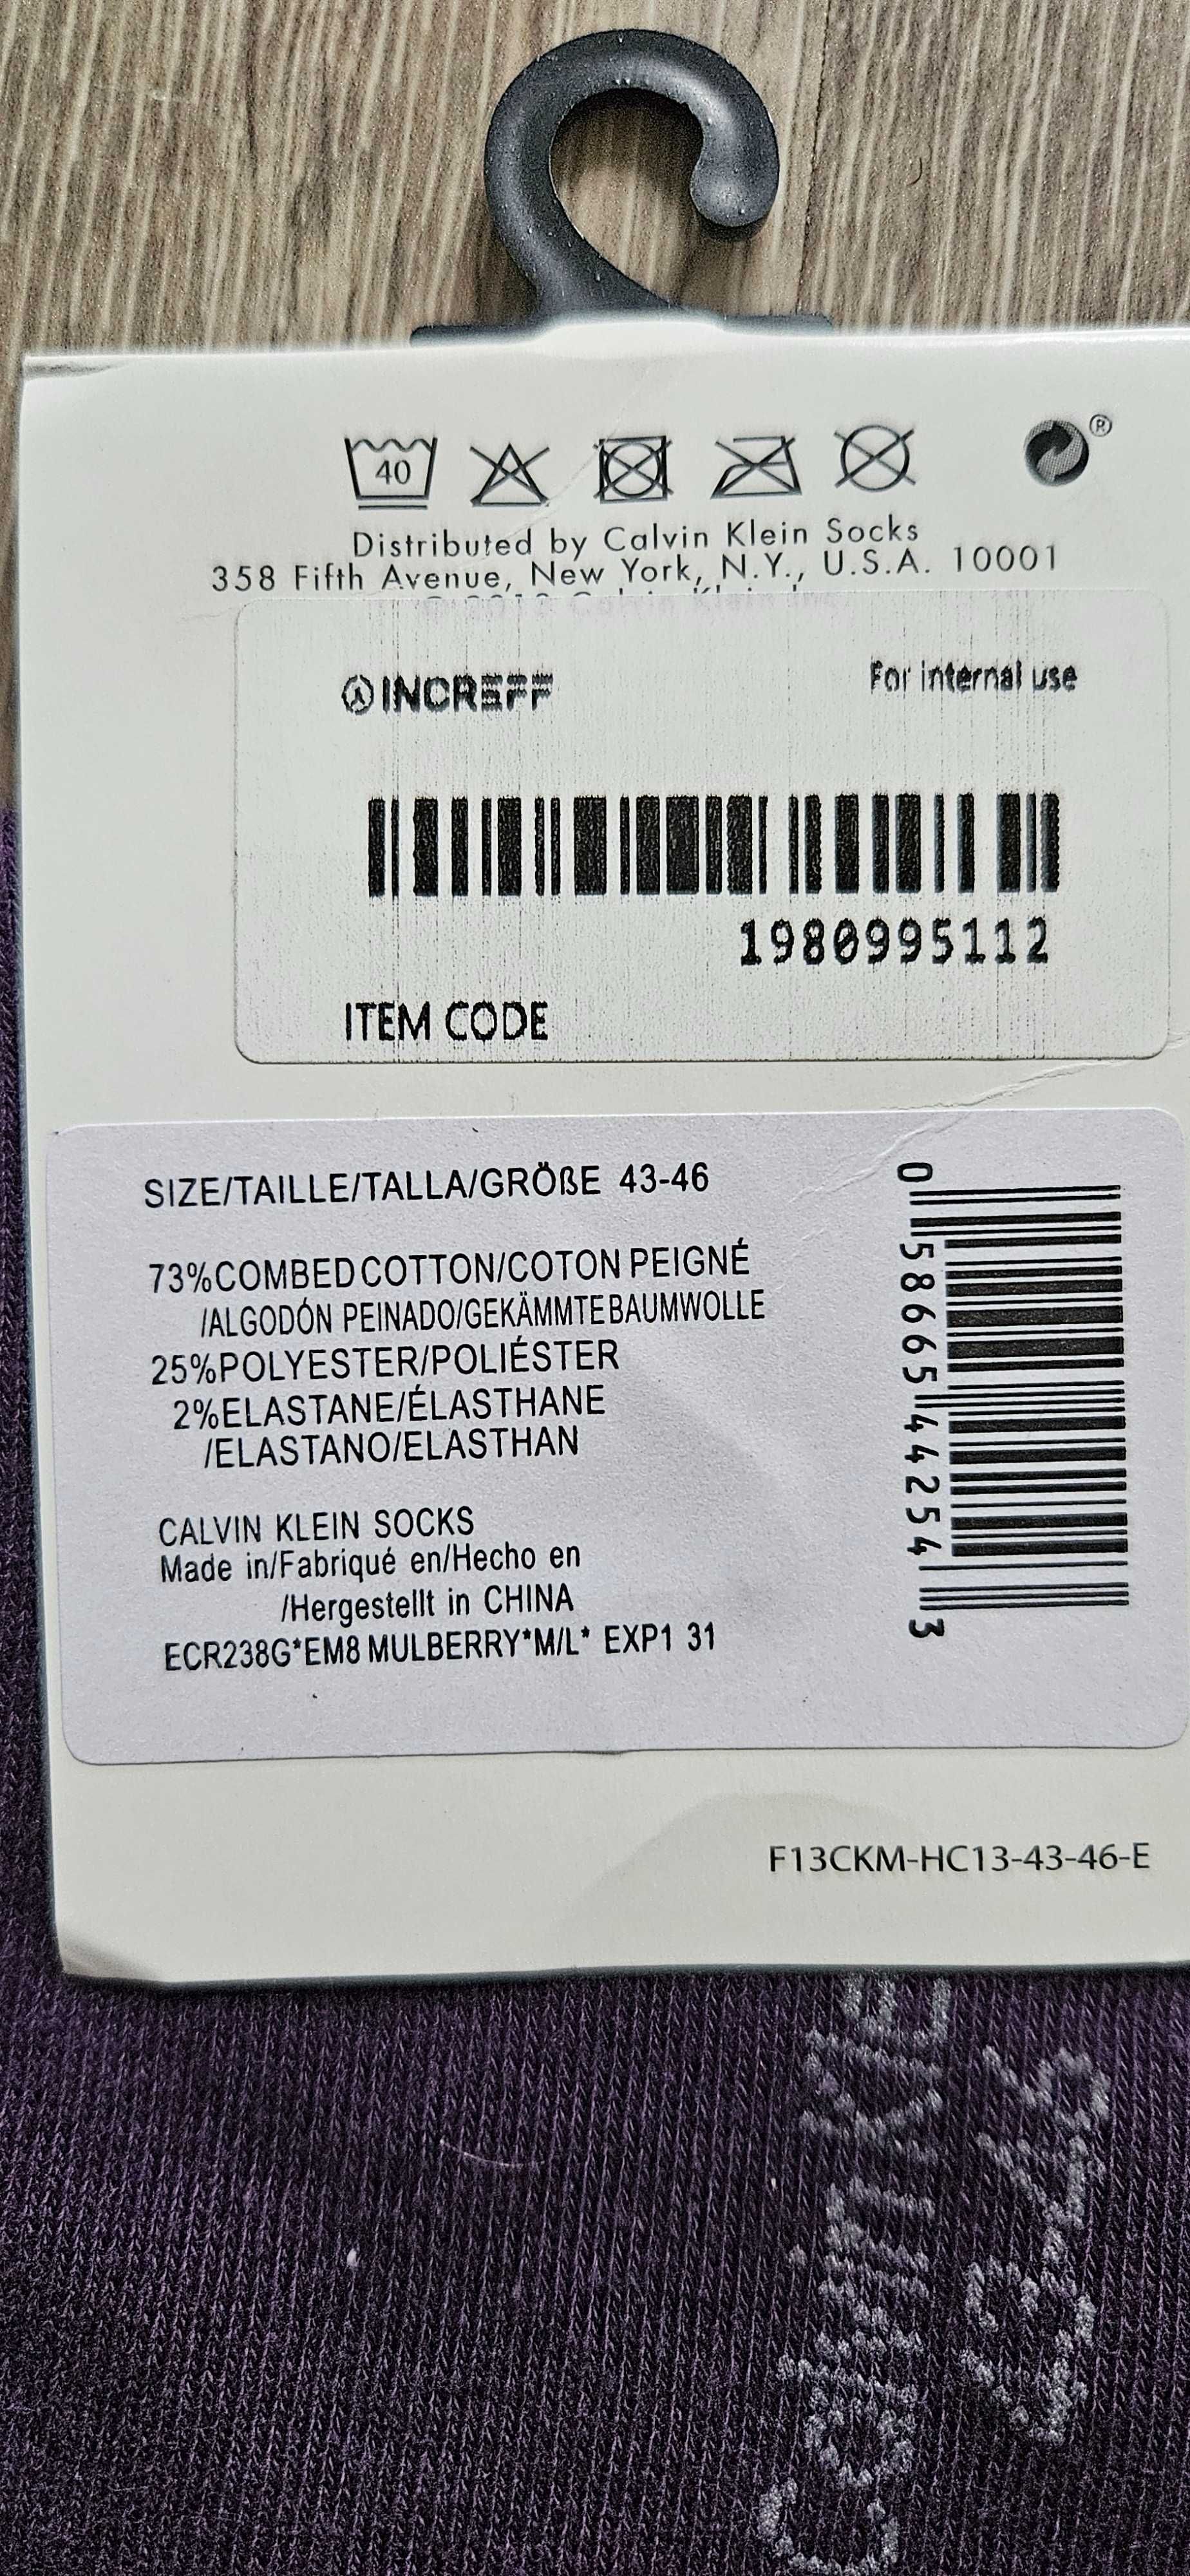 40
®
Distributed by Calvin Klein Socks
358 Fifth Avenue, New York, N.Y., U.S.A. 10001
Calvin Klein Inc.
INCREFF
For internal use
1980995112
ITEM CODE
SIZE/TAILLE/TALLA/GRÖßE 43-46
73%COMBED COTTON/COTON PEIGNÉ
/ALGODÓN PEINADO/GEKÄMMTE BAUMWOLLE
25%POLYESTER/POLIÉSTER
2%ELASTANE/ÉLASTHANE
/ELASTANO/ELASTHAN
CALVIN KLEIN SOCKS
Made in/Fabriqué en/Hecho en
/Hergestellt in CHINA
ECR238G*EM8 MULBERRY*M/L* EXP1 31
0 58665 44254 3
F13CKM-HC13-43-46-E